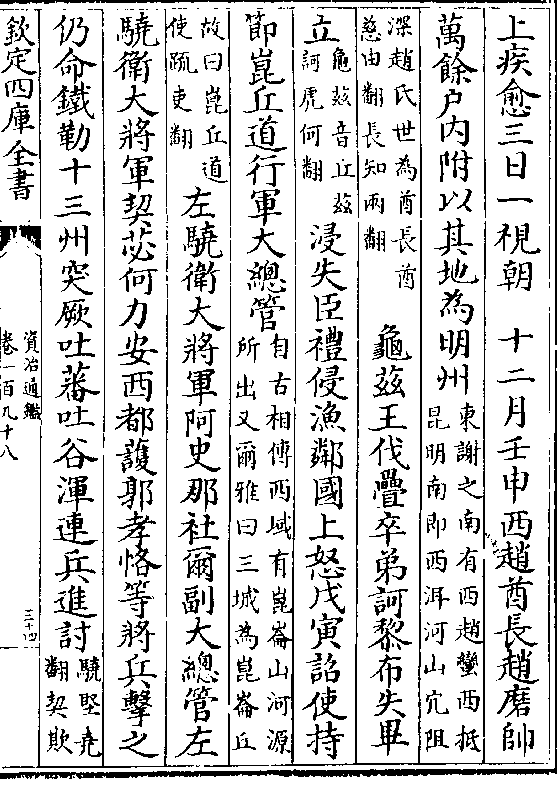 上疾愈三日一視朝 十二月壬申西趙酋長趙磨帥
萬餘户内附以其地為明州
東謝之南有西趙蠻西抵
昆明南即西洱河山宂阻
深趙氏世為酋長酋
慈由翻長知兩翻
龜茲王伐疊卒弟訶黎布失畢
立
龜茲音丘茲
訶虎何翻
浸失臣禮侵漁鄰國上怒戊寅詔使持
節崑丘道行軍大總管
自古相傳西域有崑崙山河源
所出又爾雅曰三城為崑崙丘
故曰崑丘道
使疏吏翻
左驍衛大將軍阿史那社爾副大總管左
驍衛大將軍契苾何力安西都護郭孝恪等將兵擊之
仍命鐵勒十三州突厥吐蕃吐谷渾連兵進討
驍堅堯
翻契欺
欽定四庫全書
資治通鑑
卷一百九十八
三十四